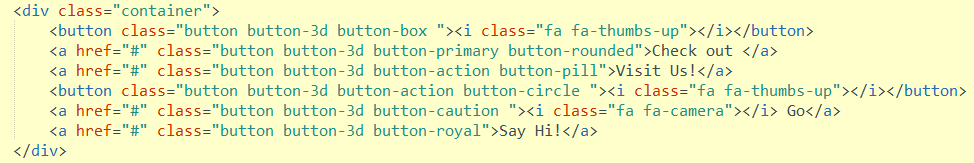 <div class="container">
    <button class="button button-3d button-box "><i class="fa fa-thumbs-up"></i></button>
    <a href="#" class="button button-3d button-primary button-rounded">Check out </a>
    <a href="#" class="button button-3d button-action button-pill">Visit Us!</a>
    <button class="button button-3d button-action button-circle "><i class="fa fa-thumbs-up"></i></button>
    <a href="#" class="button button-3d button-caution "><i class="fa fa-camera"></i> Go</a>
    <a href="#" class="button button-3d button-royal">Say Hi!</a>
</div>